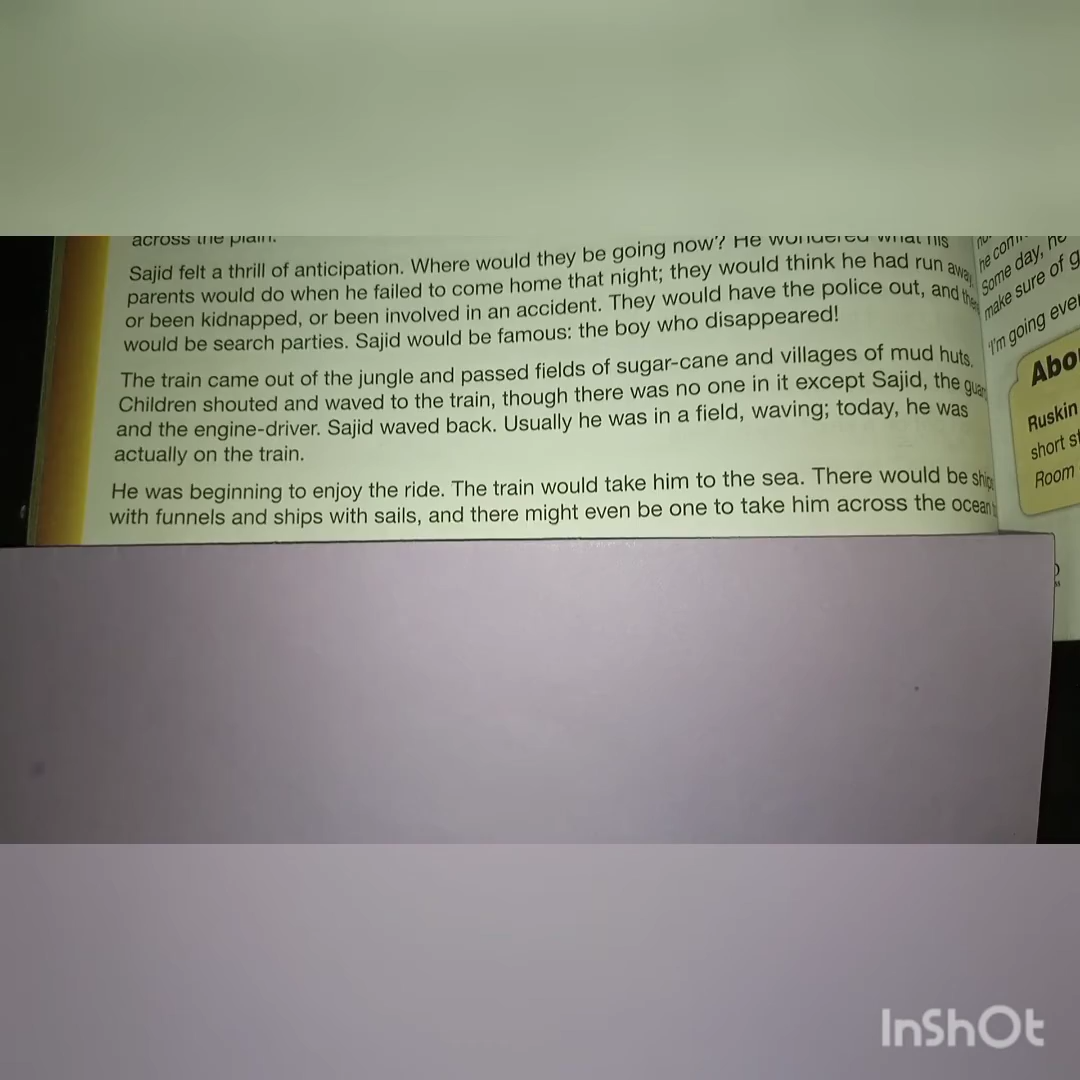 across the plain.
Sajid felt a thrill of anticipation. Where would they be going now? He wondered what his
parents would do when he failed to come home that night; they would think he had run away,
or been kidnapped, or been involved in an accident. They would have the police out, and
would be search parties. Sajid would be famous: the boy who disappeared!
The train came out of the jungle and passed fields of sugar-cane and villages of mud huts.
Children shouted and waved to the train, though there was no one in it except Sajid, the
and the engine-driver. Sajid waved back. Usually he was in a field, waving; today, he was
actually on the train.
He was beginning to enjoy the ride. The train would take him to the sea. There would be
with funnels and ships with sails, and there might even be one to take him across the ocean
Some day, he
make sure of g
'I'm going
Abo
Ruskin
short
Room
InShOt